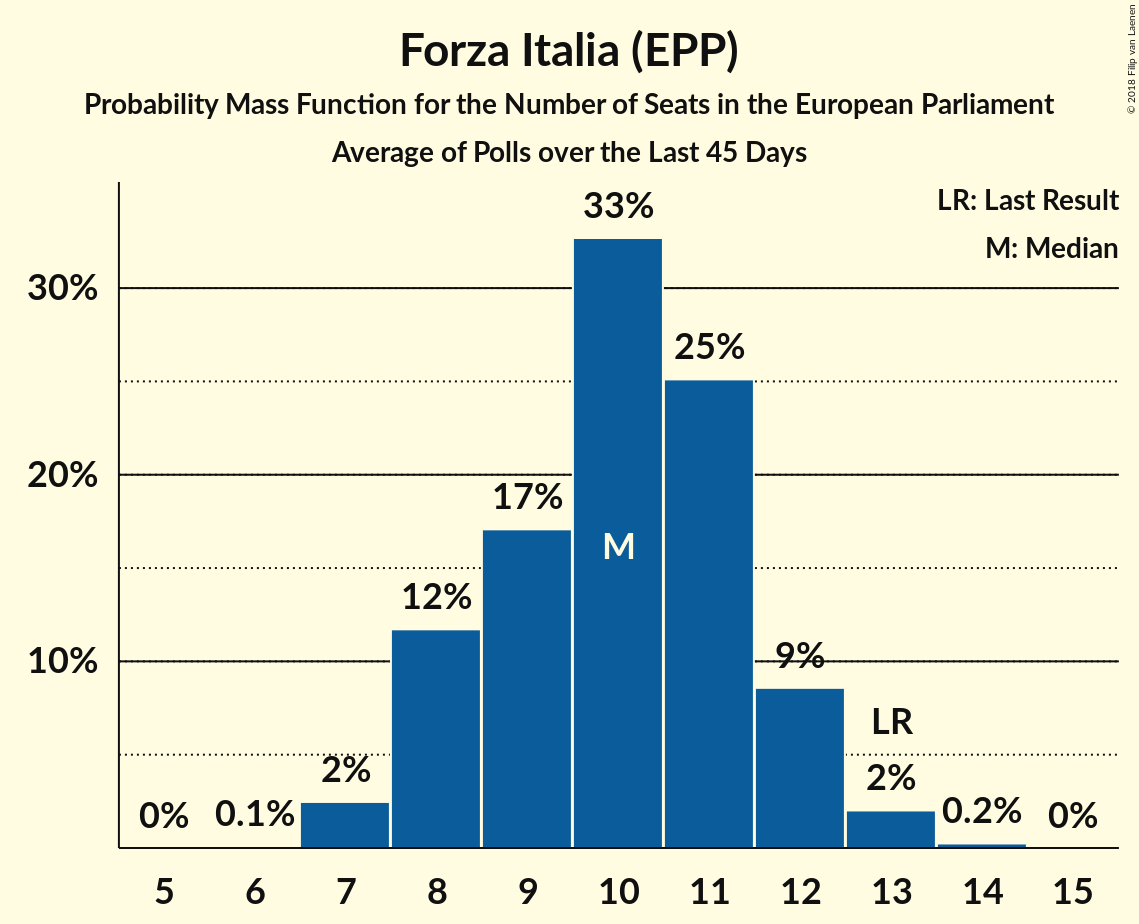 Forza Italia (EPP)
Probability Mass Function for the Number of Seats in the European Parliament
Average of Polls over the Last 45 Days
© 2018 Filip van Laenen
LR: Last Result
M: Median
33%
30%
25%
20%
17%
M
12%
10%
9%
LR
2%
2%
0%
0.1%
0.2%
0%
5 6 7 8 9 10 11 12 13 14 15